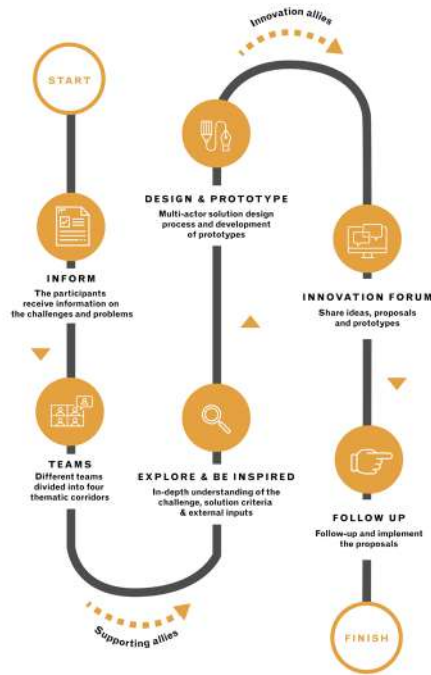 START
INFORM
The participants
receive information on
the challenges and problems
TEAMS
Different teams
divided into four
thematic corridors
Supporting allies
EXPLORE & BE INSPIRED
In-depth understanding of the
challenge, solution criteria
& external inputs
DESIGN & PROTOTYPE
Multi-actor solution design
process and development
of prototypes
Innovation allies
INNOVATION FORUM
Share ideas, proposals
and prototypes
FOLLOW UP
Follow-up and implement
the proposals
FINISH